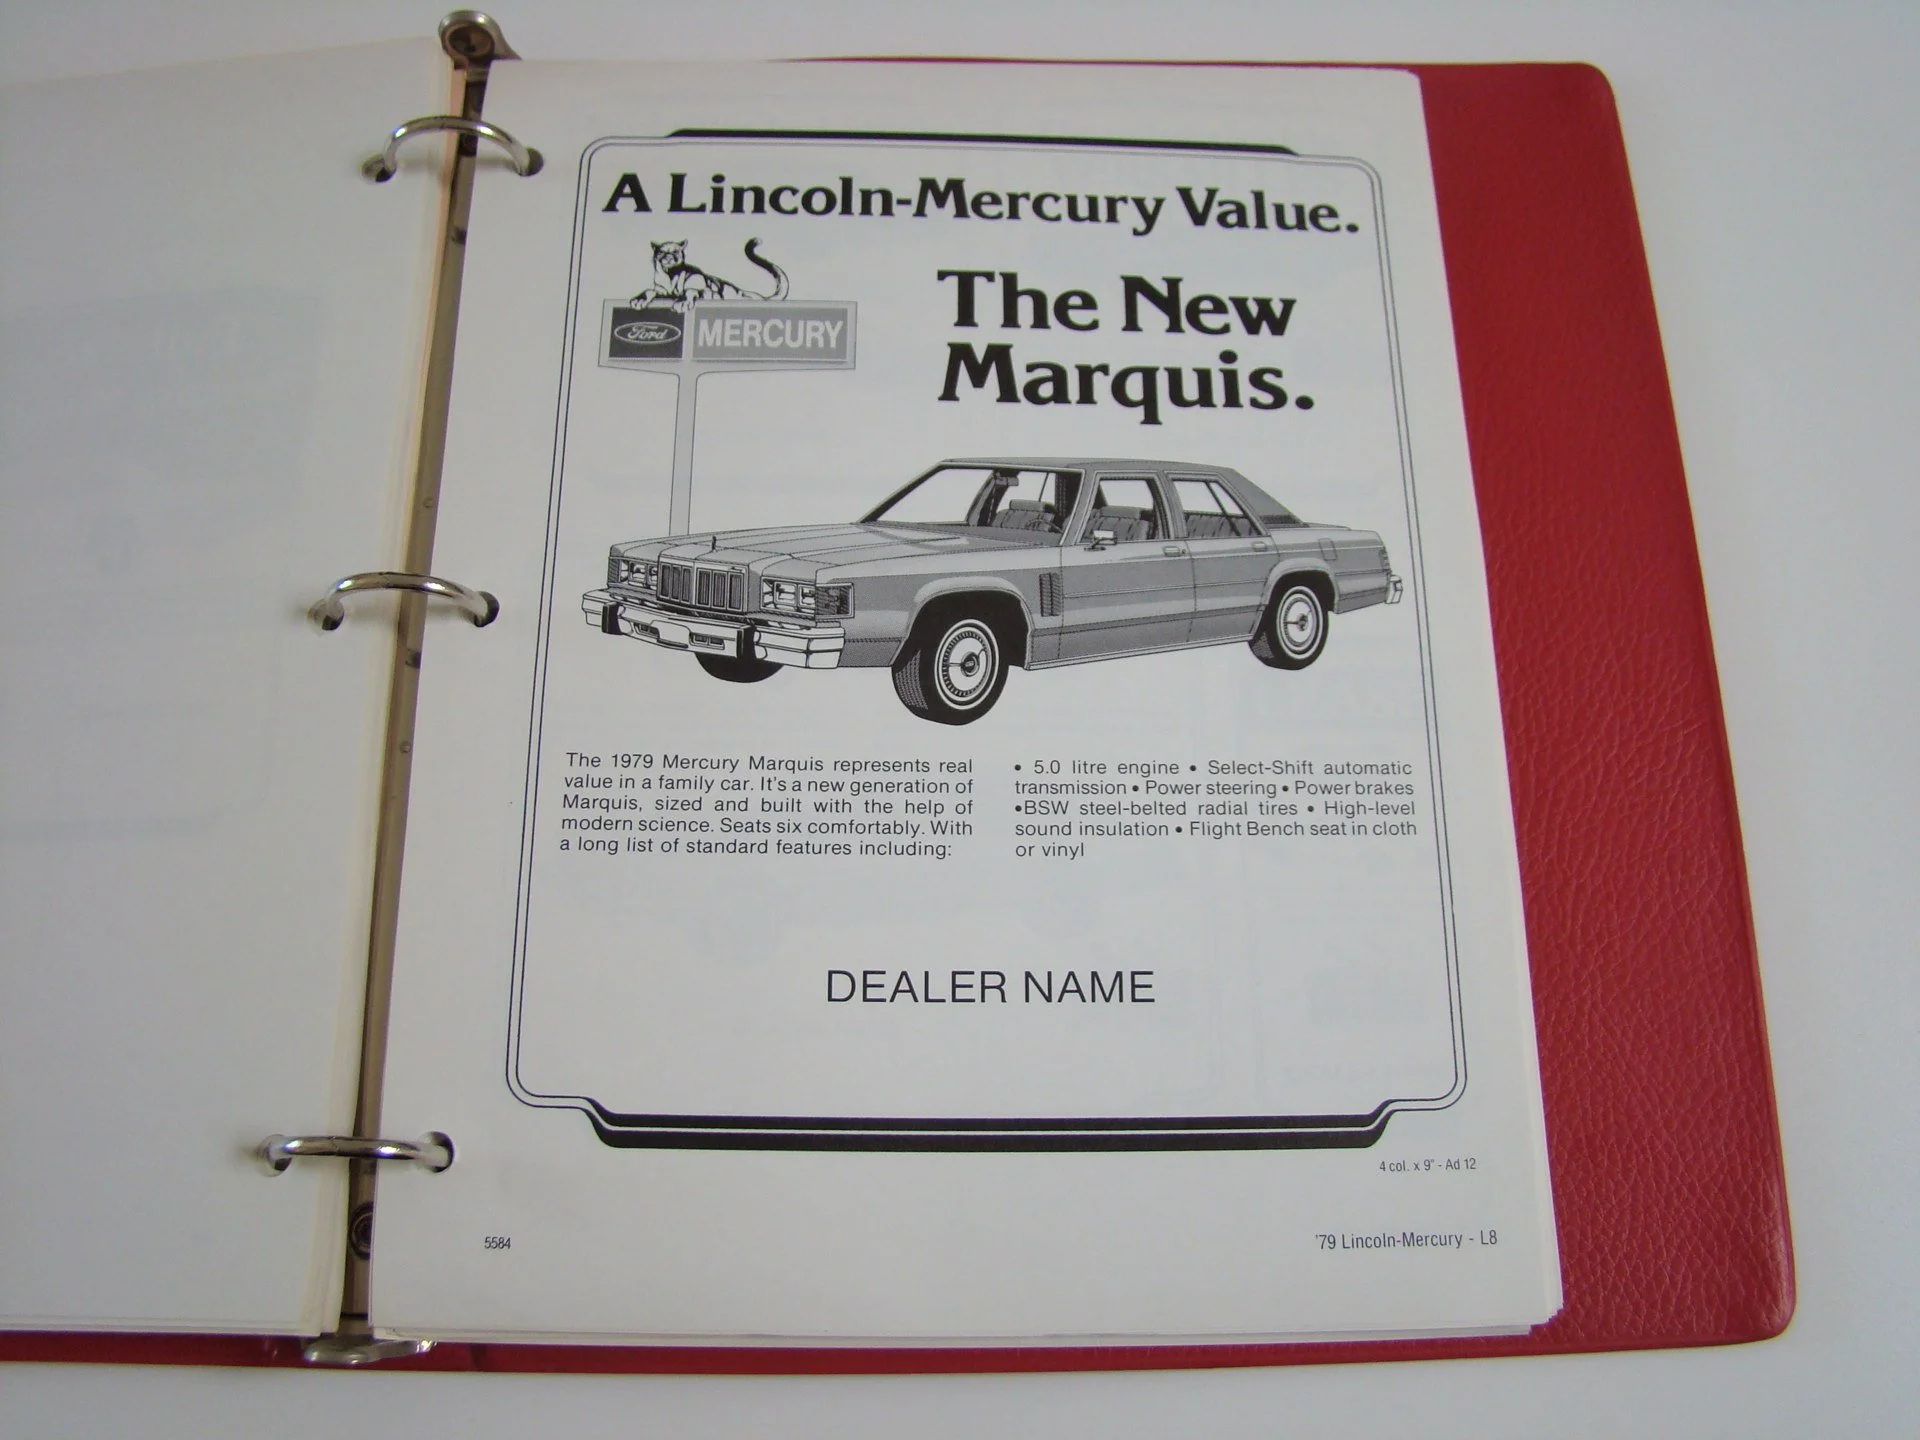 A Lincoln-Mercury Value.
Ford MERCURY
The New
Marquis.
The 1979 Mercury Marquis represents real
value in a family car. It's a new generation of
Marquis, sized and built with the help of
modern science. Seats six comfortably. With
a long list of standard features including:
• 5.0 litre engine • Select-Shift automatic
transmission • Power steering • Power brakes
•BSW steel-belted radial tires • High-level
sound insulation • Flight Bench seat in cloth
or vinyl
DEALER NAME
4 col. x 9" - Ad 12
5584
'79 Lincoln-Mercury - L8